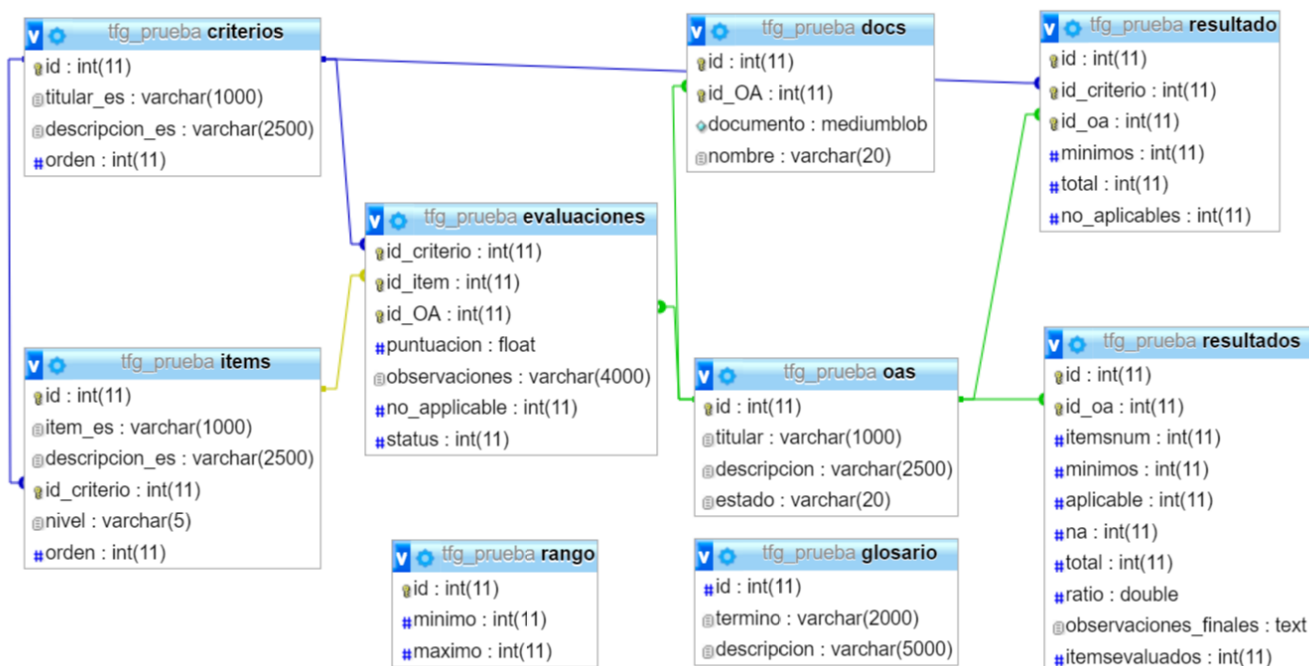 tfg_prueba criterios
id : int(11)
titular_es : varchar(1000)
descripcion_es : varchar(2500)
#orden : int(11)
tfg_prueba docs
id : int(11)
id_OA : int(11)
documento : mediumblob
nombre : varchar(20)
tfg_prueba resultado
id : int(11)
id_criterio : int(11)
id_oa : int(11)
#minimos : int(11)
#total : int(11)
#no_aplicables : int(11)
tfg_prueba evaluaciones
id_criterio : int(11)
id_item : int(11)
id_OA : int(11)
#puntuacion : float
observaciones : varchar(4000)
#no_applicable : int(11)
#status : int(11)
tfg_prueba items
id : int(11)
item_es : varchar(1000)
descripcion_es : varchar(2500)
id_criterio : int(11)
nivel : varchar(5)
#orden : int(11)
tfg_prueba oas
id : int(11)
titular : varchar(1000)
descripcion : varchar(2500)
estado : varchar(20)
tfg_prueba resultados
id : int(11)
id_oa : int(11)
#itemsnum : int(11)
#minimos : int(11)
#aplicable : int(11)
#na : int(11)
#total : int(11)
#ratio : double
observaciones_finales : text
#itemsevaluados : int(11)
tfg_prueba rango
id : int(11)
#minimo : int(11)
#maximo : int(11)
tfg_prueba glosario
#id : int(11)
termino : varchar(2000)
descripcion : varchar(5000)